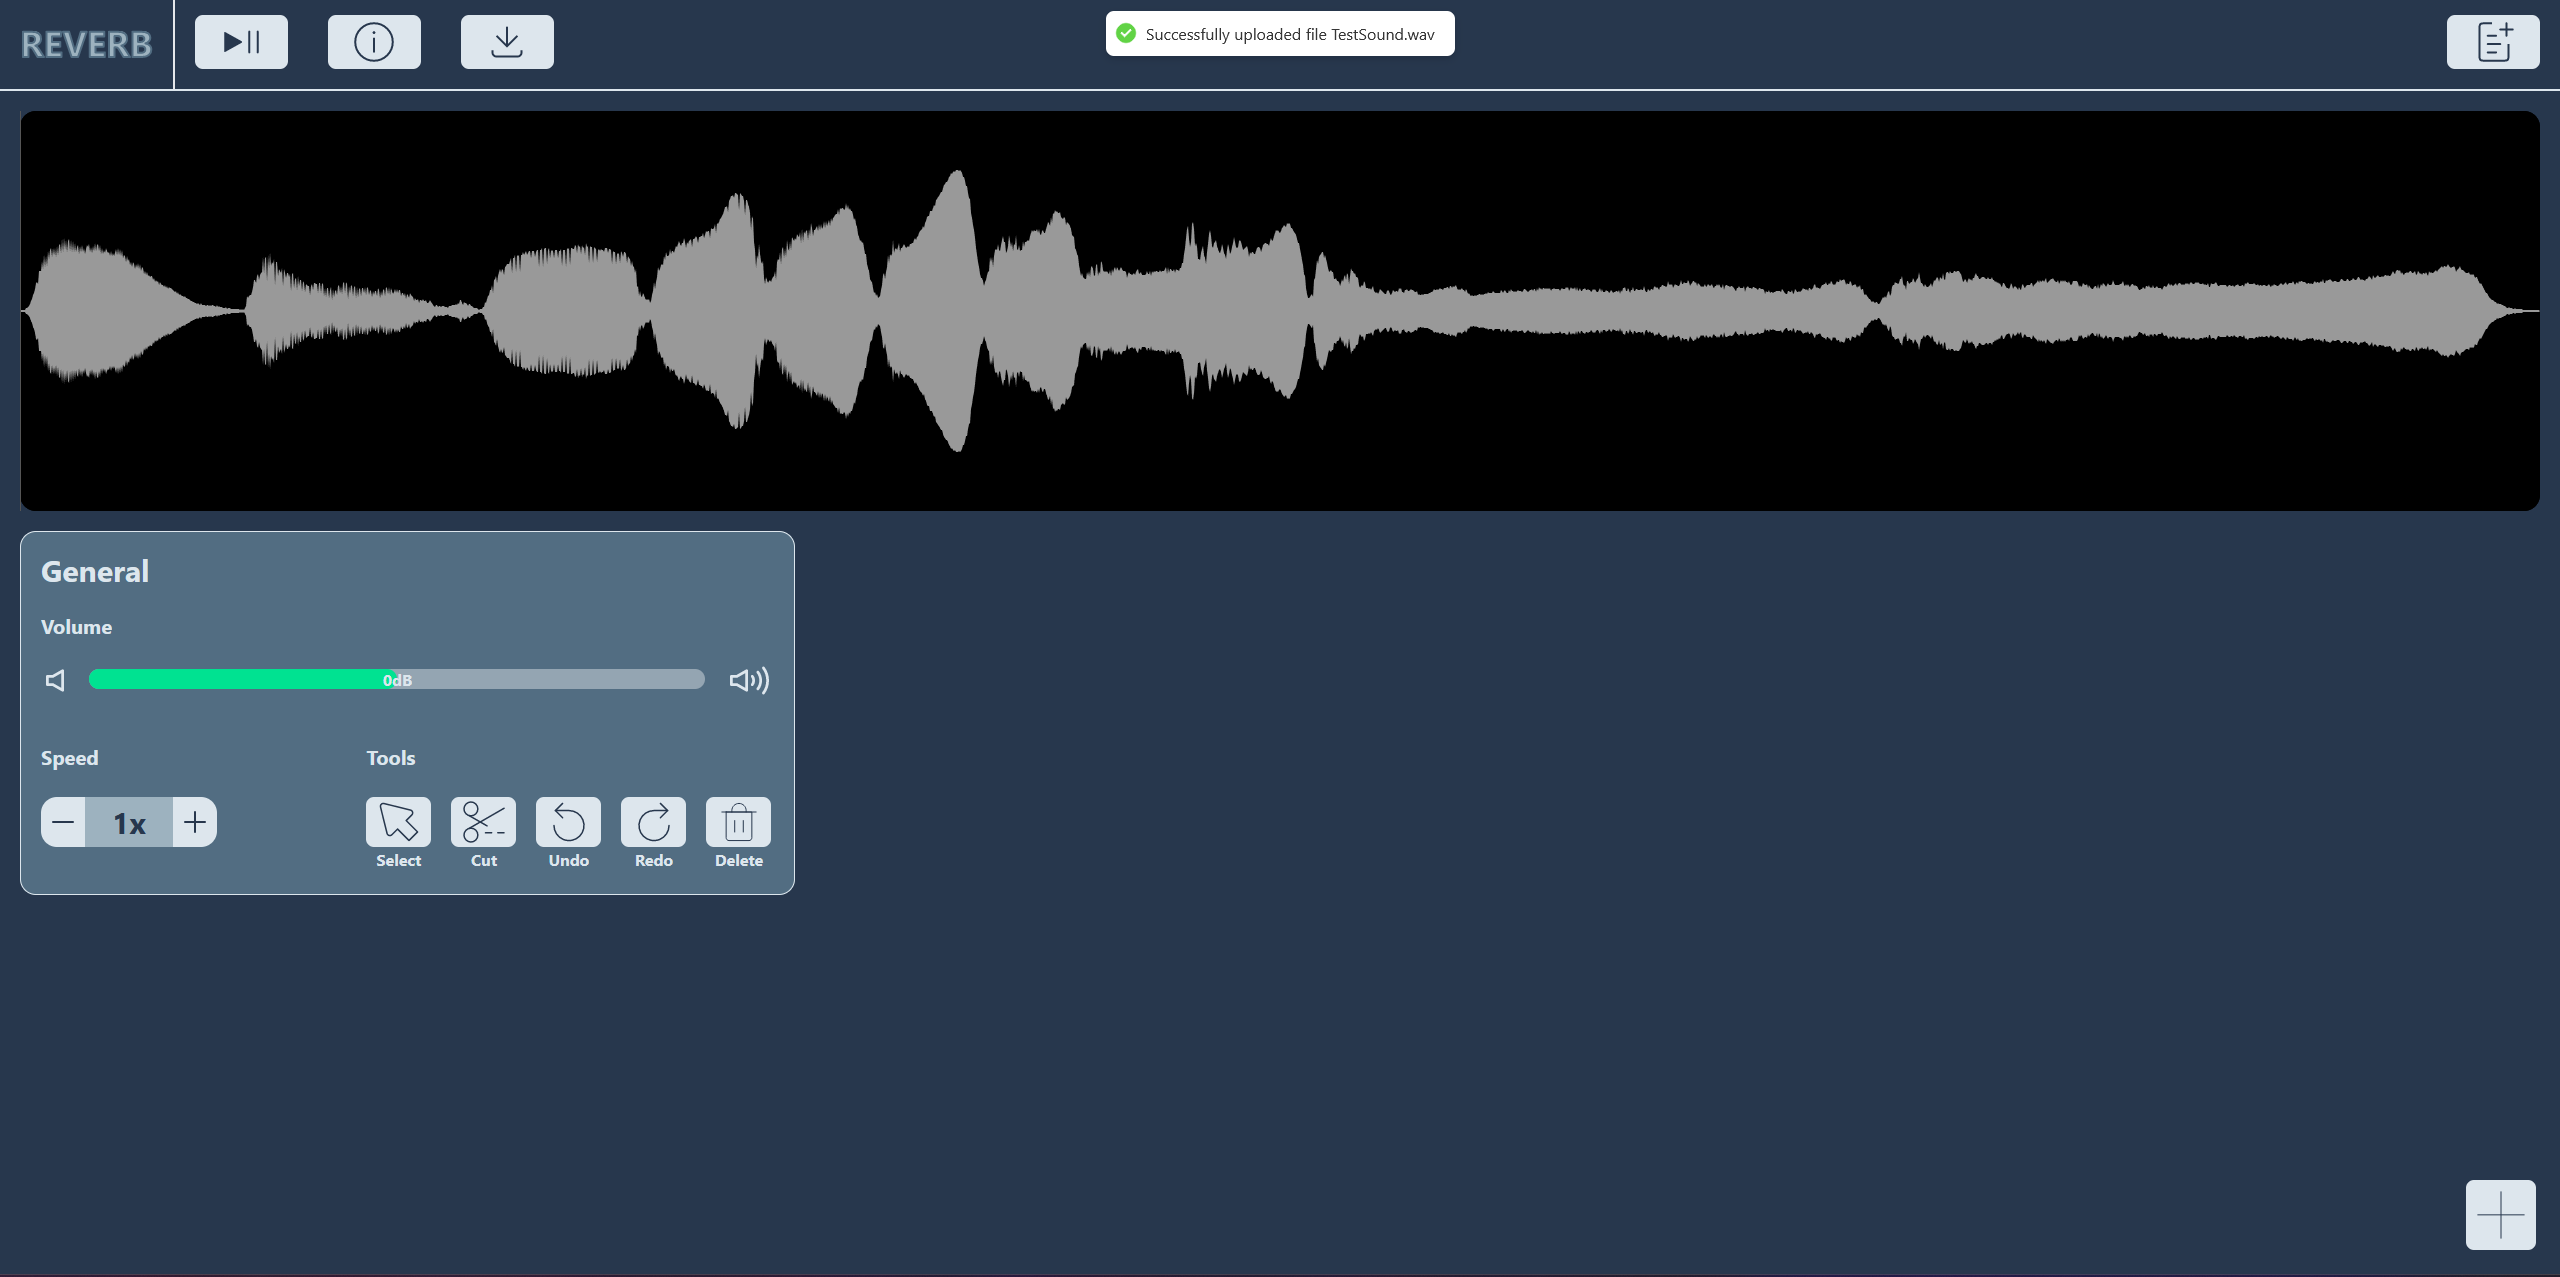 REVERB
Successfully uploaded file TestSound.wav
General
Volume
0dB
Speed
Tools
1x
Select
Cut
Undo
Redo
Delete